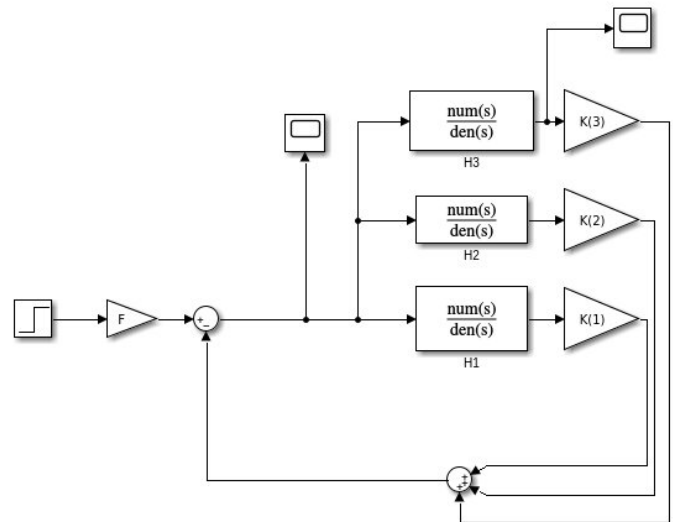 num(s)
den(s)
K(3)
H3
num(s)
den(s)
K(2)
H2
F
+
−
num(s)
den(s)
K(1)
H1
+
+
+